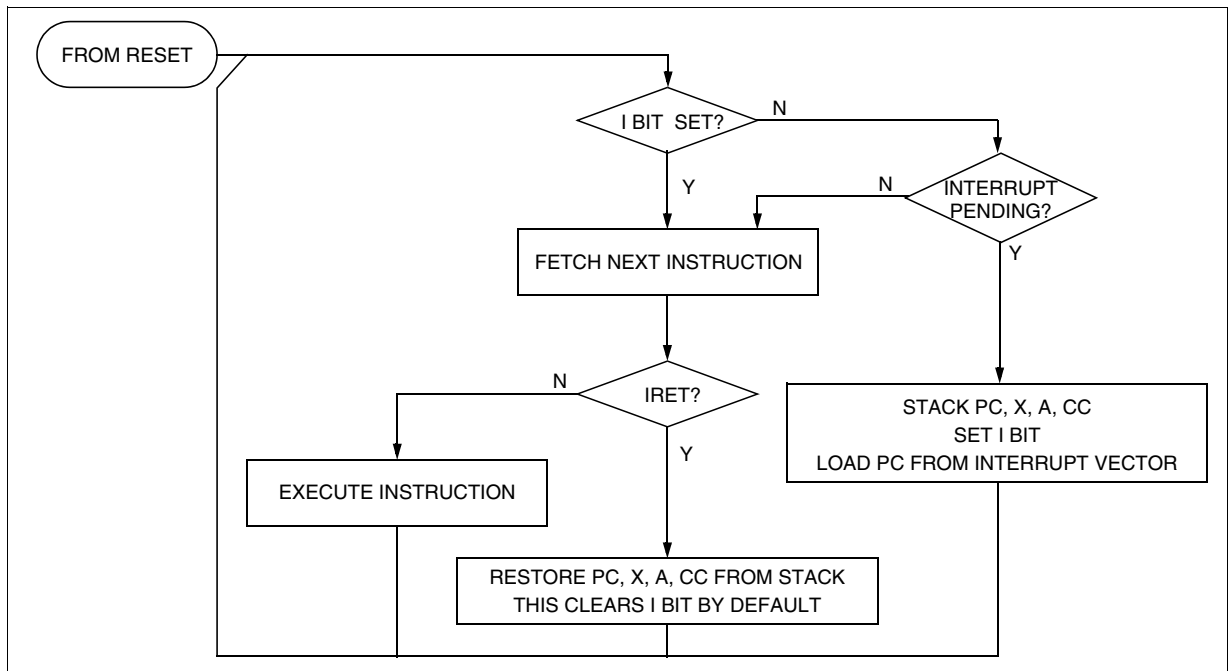 FROM RESET
I BIT SET?
N
Y
N
INTERRUPT
PENDING?
Y
FETCH NEXT INSTRUCTION
N
IRET?
Y
STACK PC, X, A, CC
SET I BIT
LOAD PC FROM INTERRUPT VECTOR
EXECUTE INSTRUCTION
RESTORE PC, X, A, CC FROM STACK
THIS CLEARS I BIT BY DEFAULT